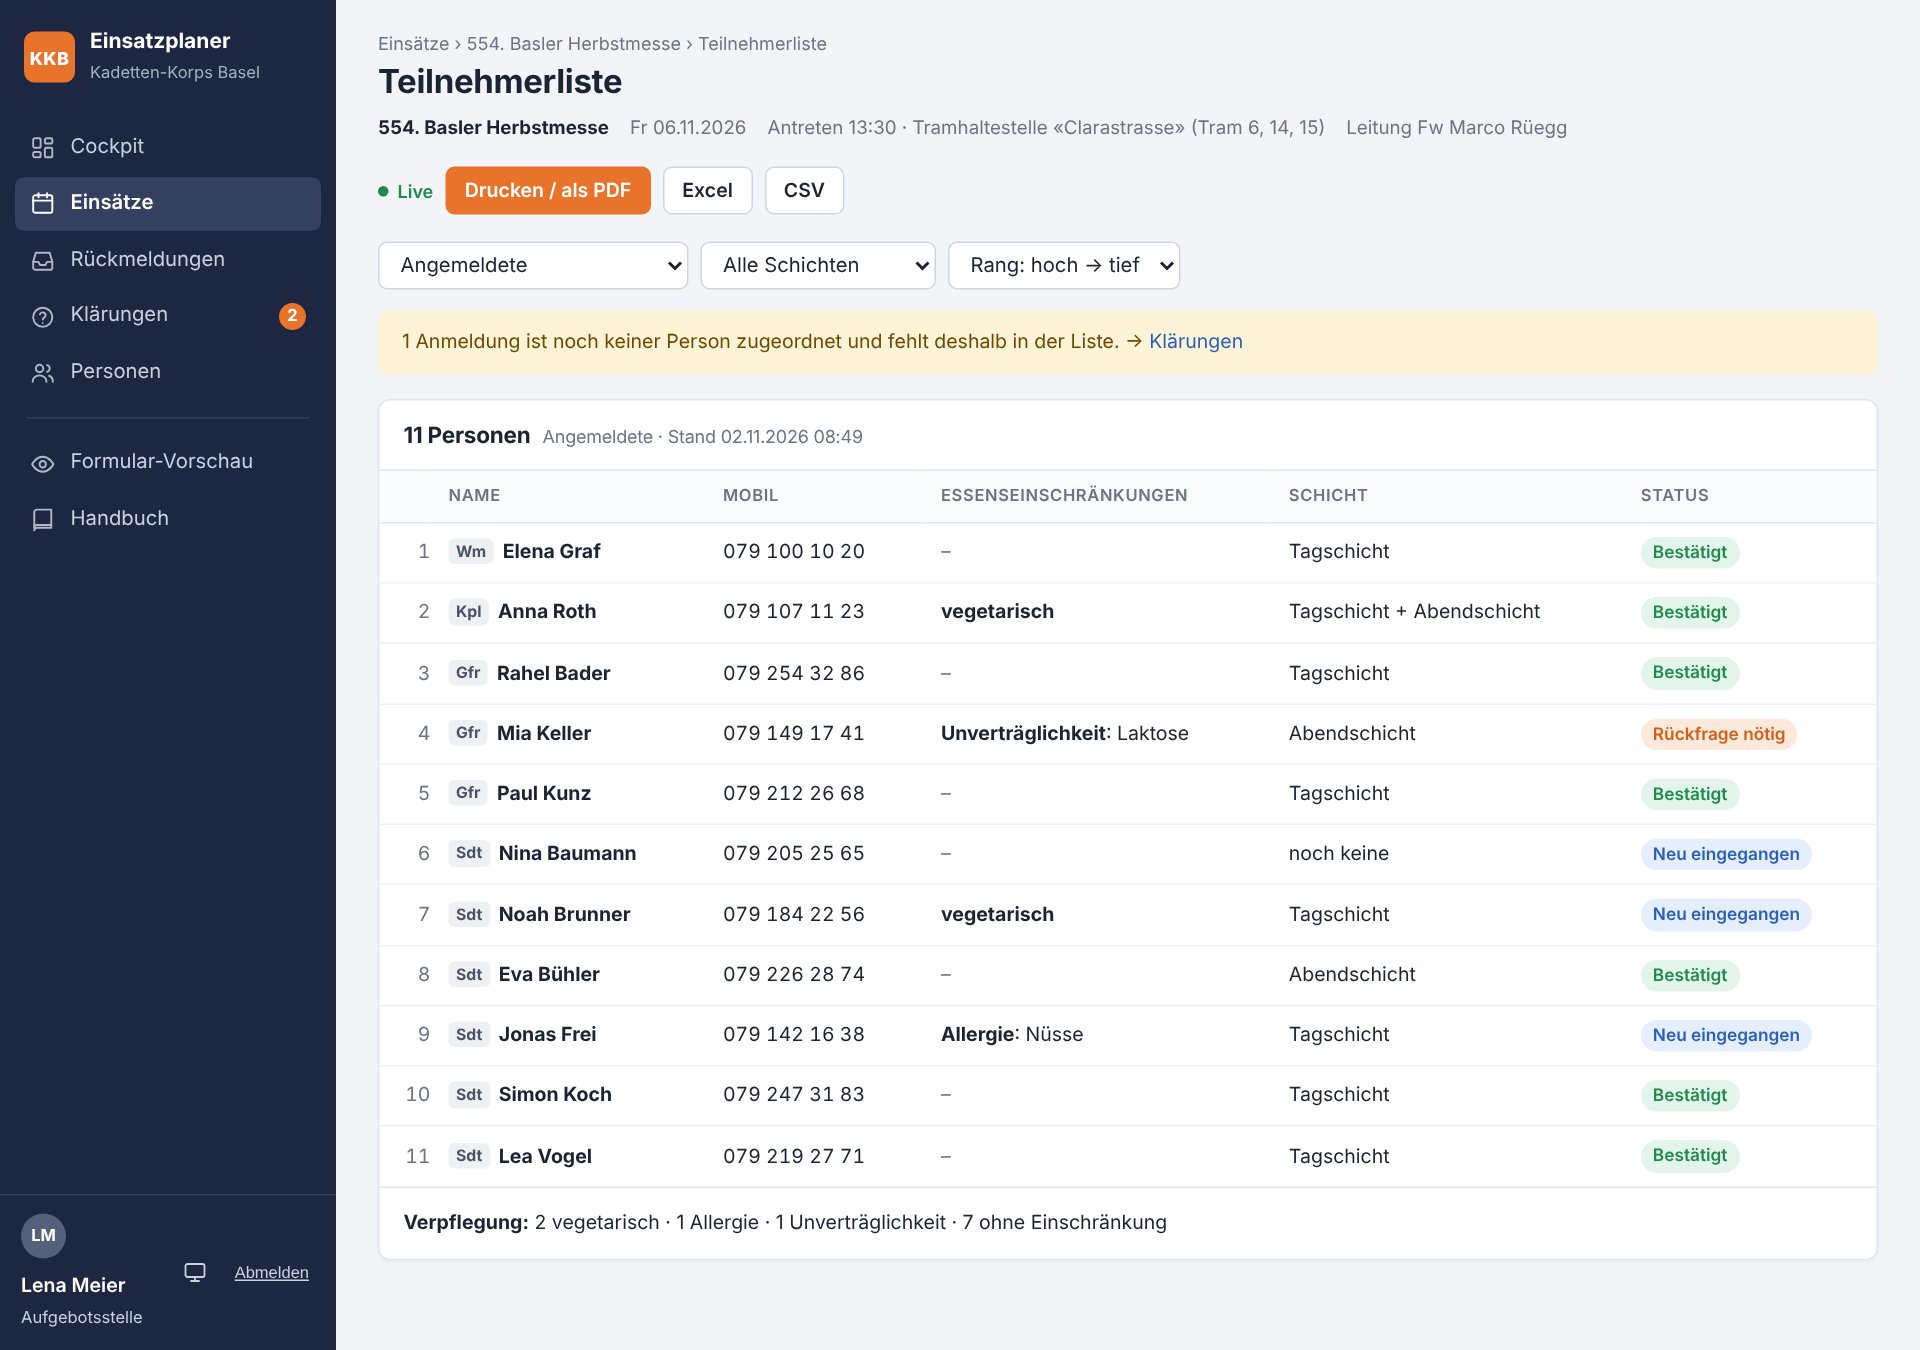 KKB
Einsatzplaner
Kadetten-Korps Basel
Cockpit
Einsätze
Rückmeldungen
Klärungen 2
Personen
Formular-Vorschau
Handbuch
LM
Lena Meier
Aufgebotsstelle
Abmelden
Einsätze › 554. Basler Herbstmesse › Teilnehmerliste
Teilnehmerliste
554. Basler Herbstmesse Fr 06.11.2026 Antreten 13:30 · Tramhaltestelle «Clarastrasse» (Tram 6, 14, 15) Leitung Fw Marco Rüegg
Live Drucken / als PDF Excel CSV
Angemeldete Alle Schichten Rang: hoch → tief
1 Anmeldung ist noch keiner Person zugeordnet und fehlt deshalb in der Liste. → Klärungen
11 Personen Angemeldete · Stand 02.11.2026 08:49
NAME MOBIL ESSENSEINSCHRÄNKUNGEN SCHICHT STATUS
1 Wm Elena Graf 079 100 10 20 – Tagschicht Bestätigt
2 Kpl Anna Roth 079 107 11 23 vegetarisch Tagschicht + Abendschicht Bestätigt
3 Gfr Rahel Bader 079 254 32 86 – Tagschicht Bestätigt
4 Gfr Mia Keller 079 149 17 41 Unverträglichkeit: Laktose Abendschicht Rückfrage nötig
5 Gfr Paul Kunz 079 212 26 68 – Tagschicht Bestätigt
6 Sdt Nina Baumann 079 205 25 65 – noch keine Neu eingegangen
7 Sdt Noah Brunner 079 184 22 56 vegetarisch Tagschicht Neu eingegangen
8 Sdt Eva Bühler 079 226 28 74 – Abendschicht Bestätigt
9 Sdt Jonas Frei 079 142 16 38 Allergie: Nüsse Tagschicht Neu eingegangen
10 Sdt Simon Koch 079 247 31 83 – Tagschicht Bestätigt
11 Sdt Lea Vogel 079 219 27 71 – Tagschicht Bestätigt
Verpflegung: 2 vegetarisch · 1 Allergie · 1 Unverträglichkeit · 7 ohne Einschränkung